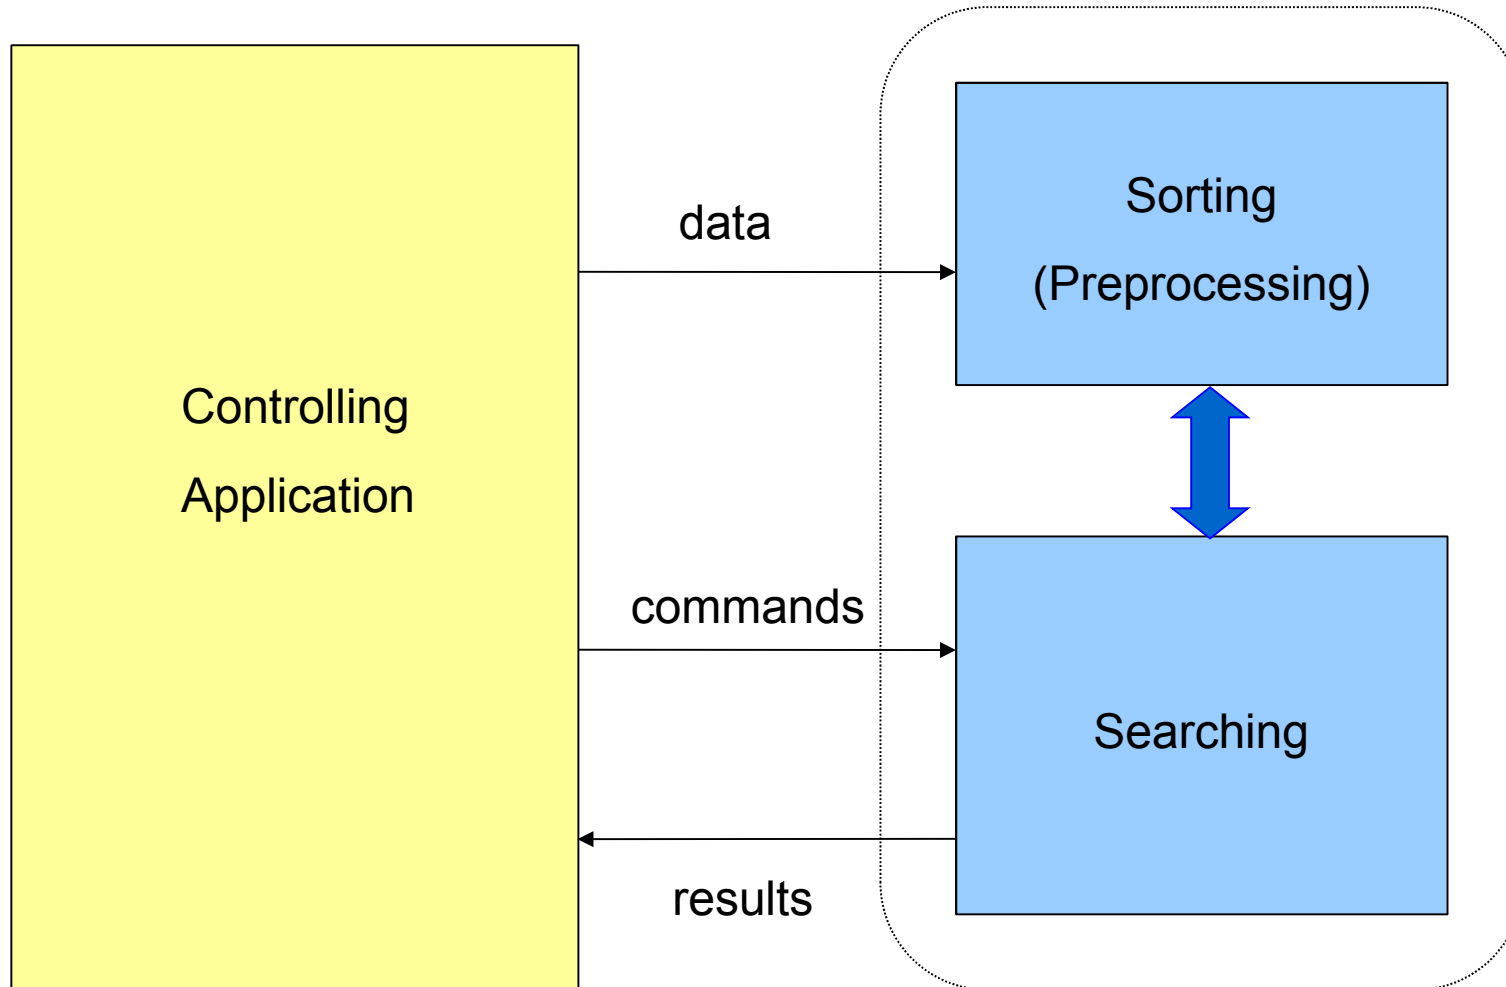 Controlling
Application
data
commands
results
Sorting
(Preprocessing)
Searching